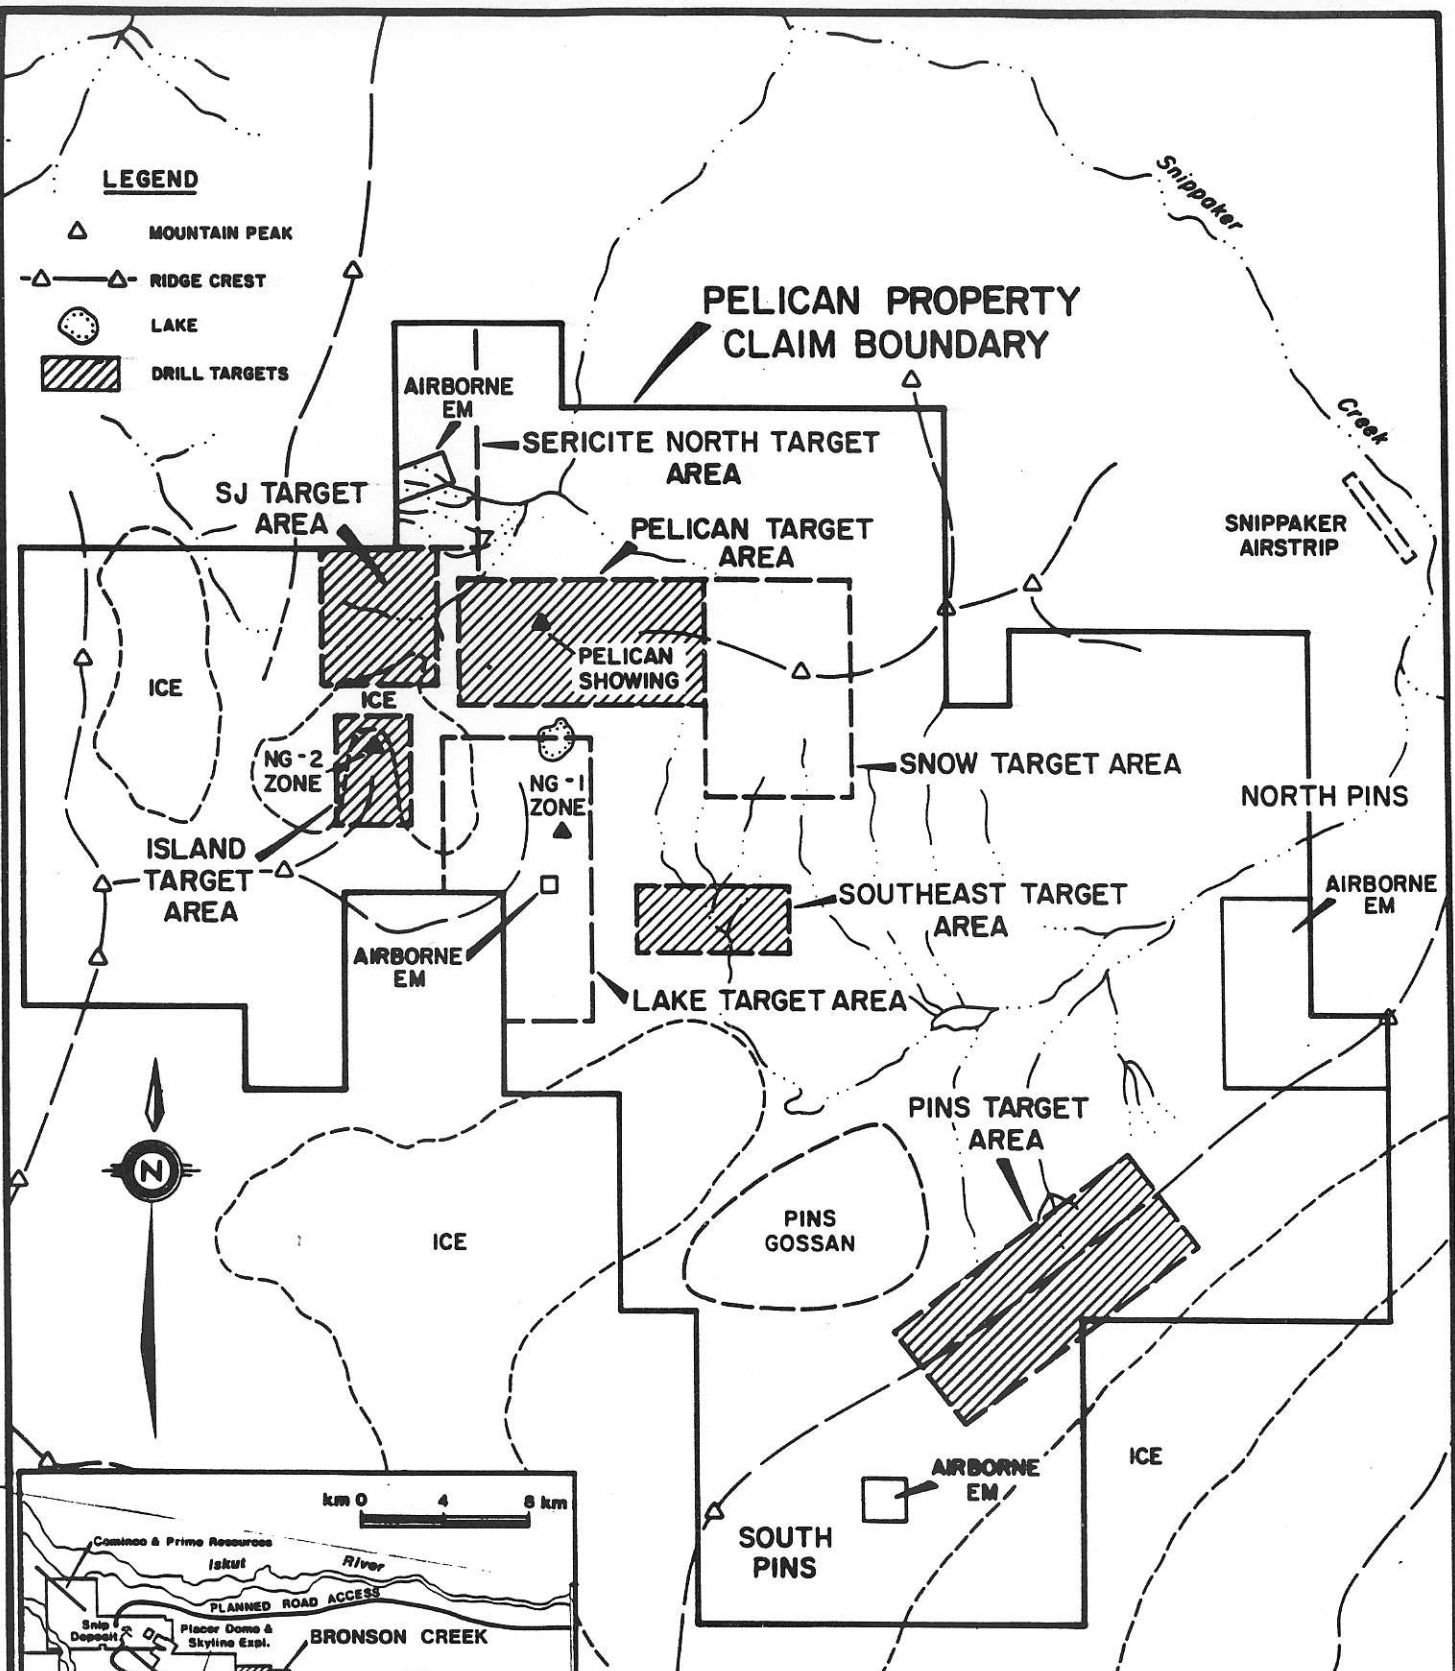 LEGEND
MOUNTAIN PEAK
RIDGE CREST
LAKE
DRILL TARGETS
Snippaker
Creek
PELICAN PROPERTY
CLAIM BOUNDARY
AIRBORNE
EM
SERICITE NORTH TARGET
AREA
SJ TARGET
AREA
PELICAN TARGET
AREA
SNIPPAKER
AIRSTRIP
PELICAN
SHOWING
ICE
ICE
NG-2
ZONE
NG-1
ZONE
SNOW TARGET AREA
NORTH PINS
ISLAND
TARGET
AREA
SOUTHEAST TARGET
AREA
AIRBORNE
EM
AIRBORNE
EM
LAKE TARGET AREA
PINS TARGET
AREA
N
PINS
GOSSAN
ICE
ICE
AIRBORNE
EM
SOUTH
PINS
km 0 4 8 km
Cominco & Prime Resources
Iskut River
PLANNED ROAD ACCESS
Snip
Deposit
Placer Dome &
Skyline Expl.
BRONSON CREEK